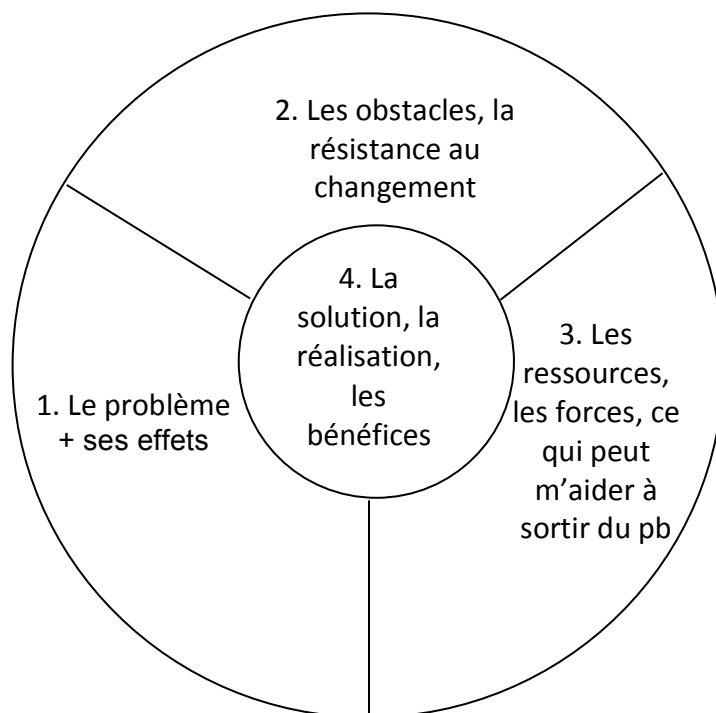 2. Les obstacles, la
résistance au
changement
4. La
solution, la
réalisation,
les
bénéfices
3. Les
ressources,
les forces, ce
qui peut
m’aider à
sortir du pb
1. Le problème
+ ses effets